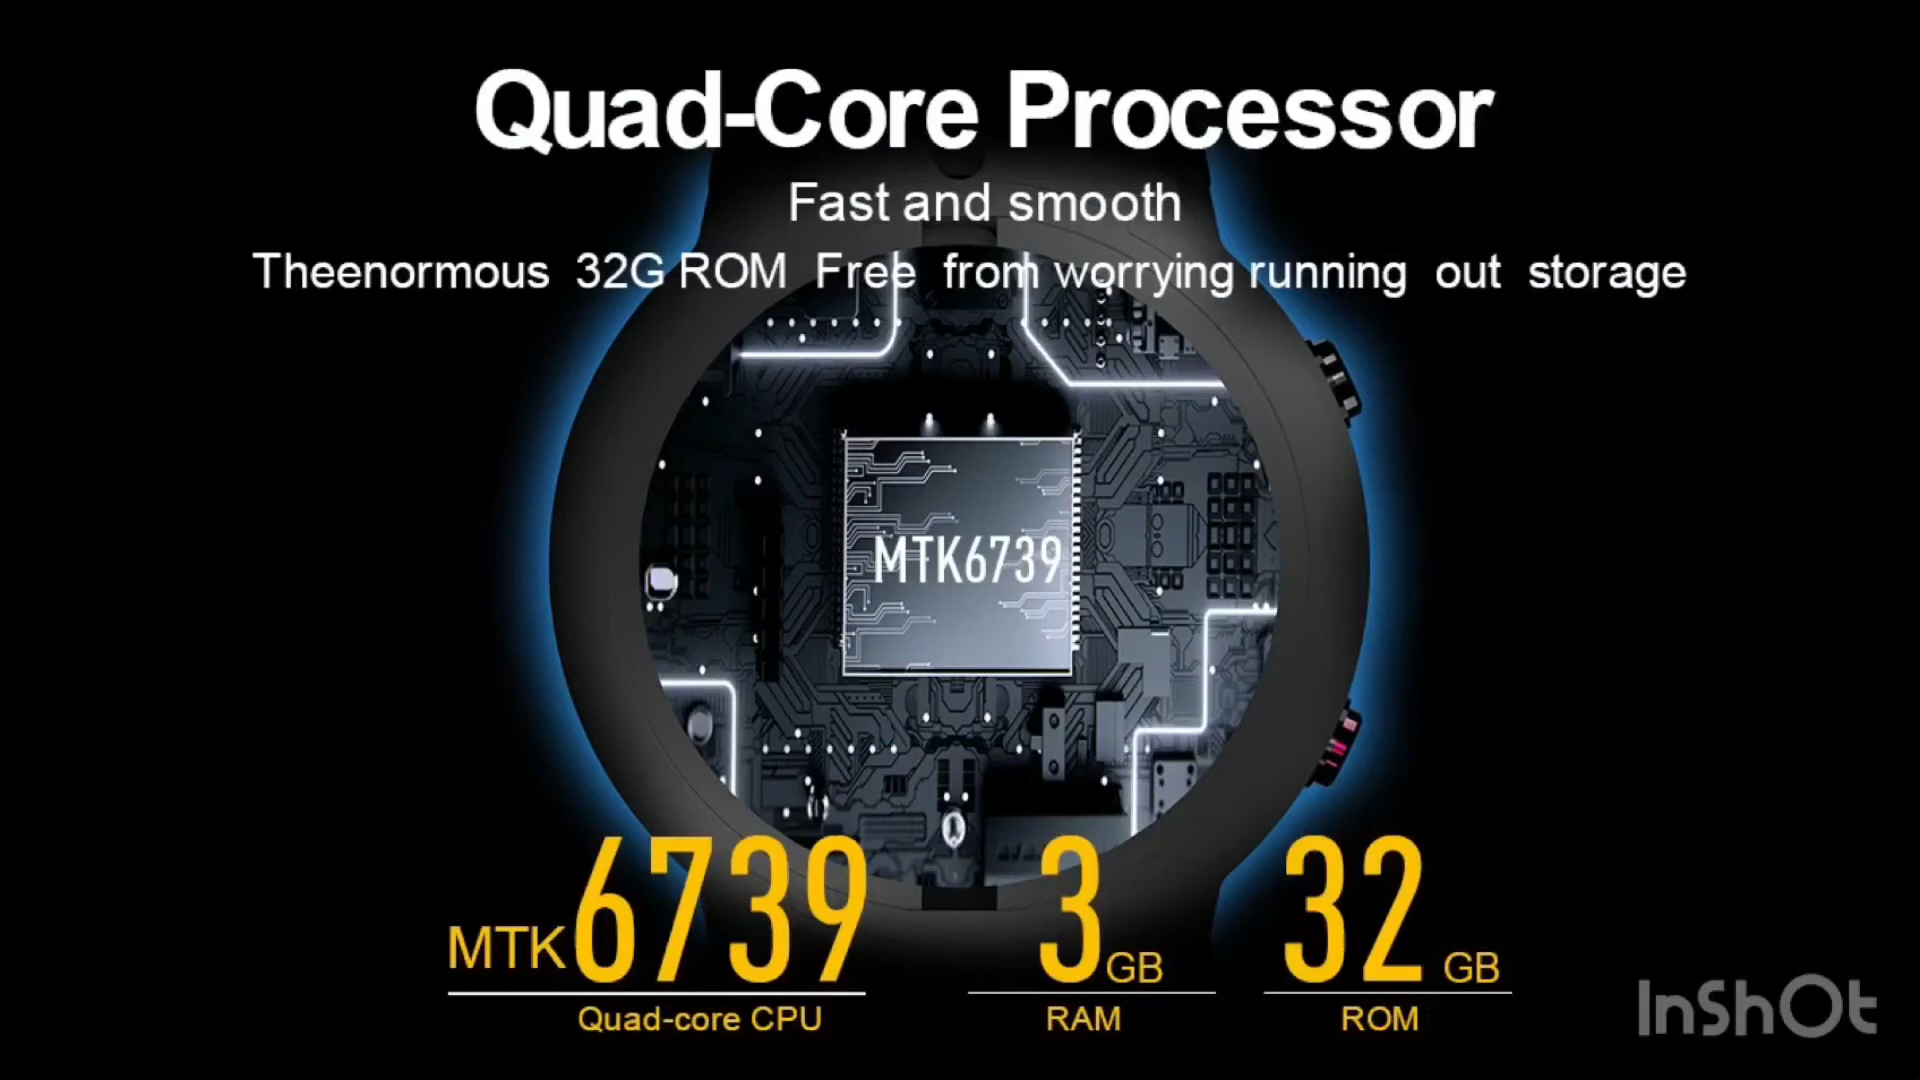 Quad-Core Processor
Fast and smooth
Theenormous 32G ROM Free from worrying running out storage
MTK6739
MTK6739 3GB 32GB
Quad-core CPU RAM ROM
InShOt